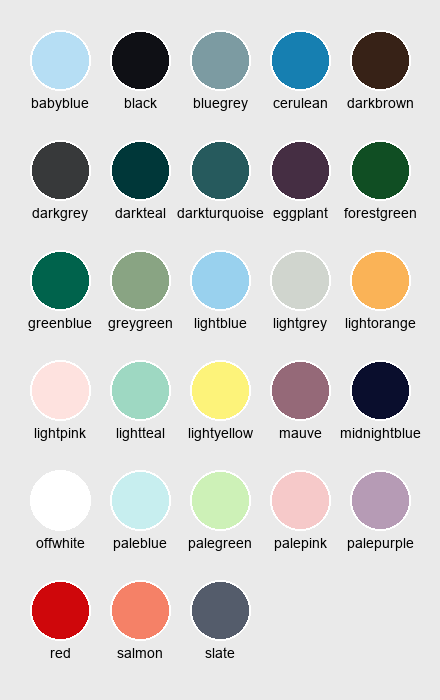 babyblue black bluegrey cerulean darkbrown
darkgrey darkteal darkturquoise eggplant forestgreen
greenblue greygreen lightblue lightgrey lightorange
lightpink lightteal lightyellow mauve midnightblue
offwhite paleblue palegreen palepink palepurple
red salmon slate